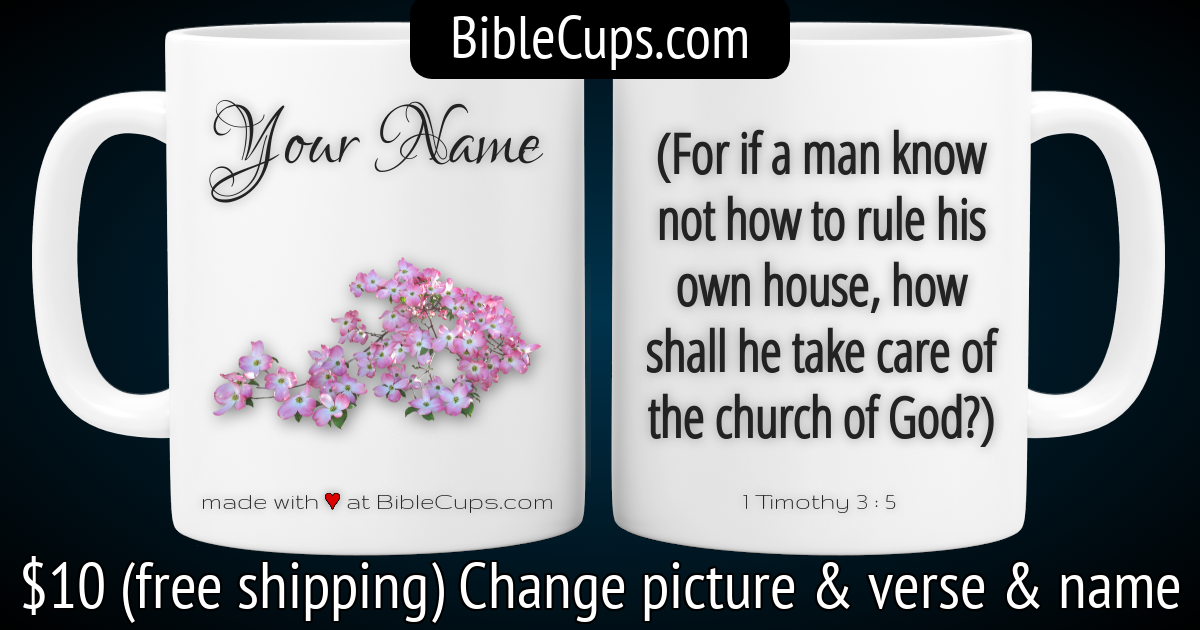 BibleCups.com
Your Name
made with ♥ at BibleCups.com
(For if a man know
not how to rule his
own house, how
shall he take care of
the church of God?)
1 Timothy 3 : 5
$10 (free shipping) Change picture & verse & name